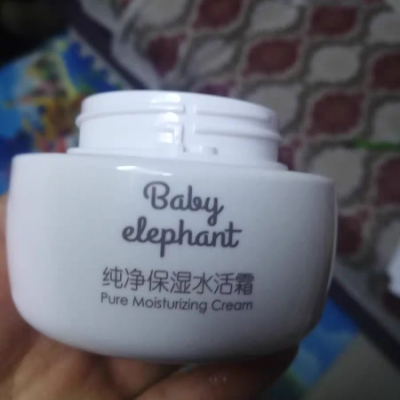 Baby
elephant
纯净保湿水活霜
Pure Moisturizing Cream